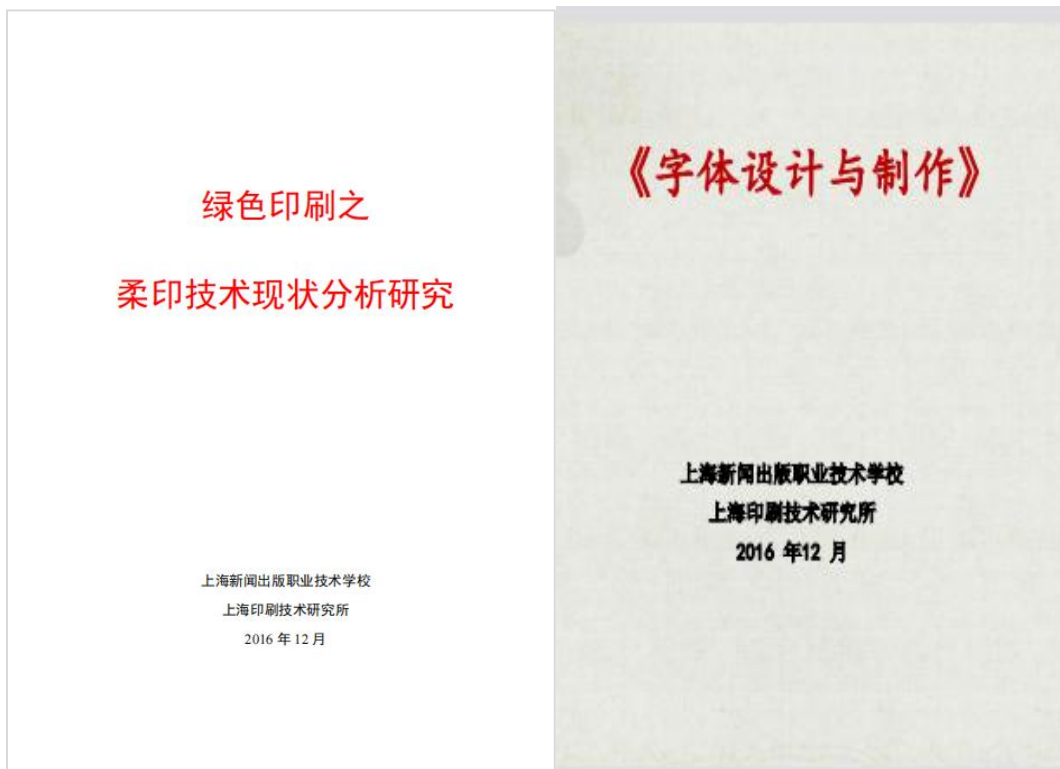 绿色印刷之
柔印技术现状分析研究
上海新闻出版职业技术学校
上海印刷技术研究所
2016 年 12 月
《字体设计与制作》
上海新闻出版职业技术学校
上海印刷技术研究所
2016 年12 月